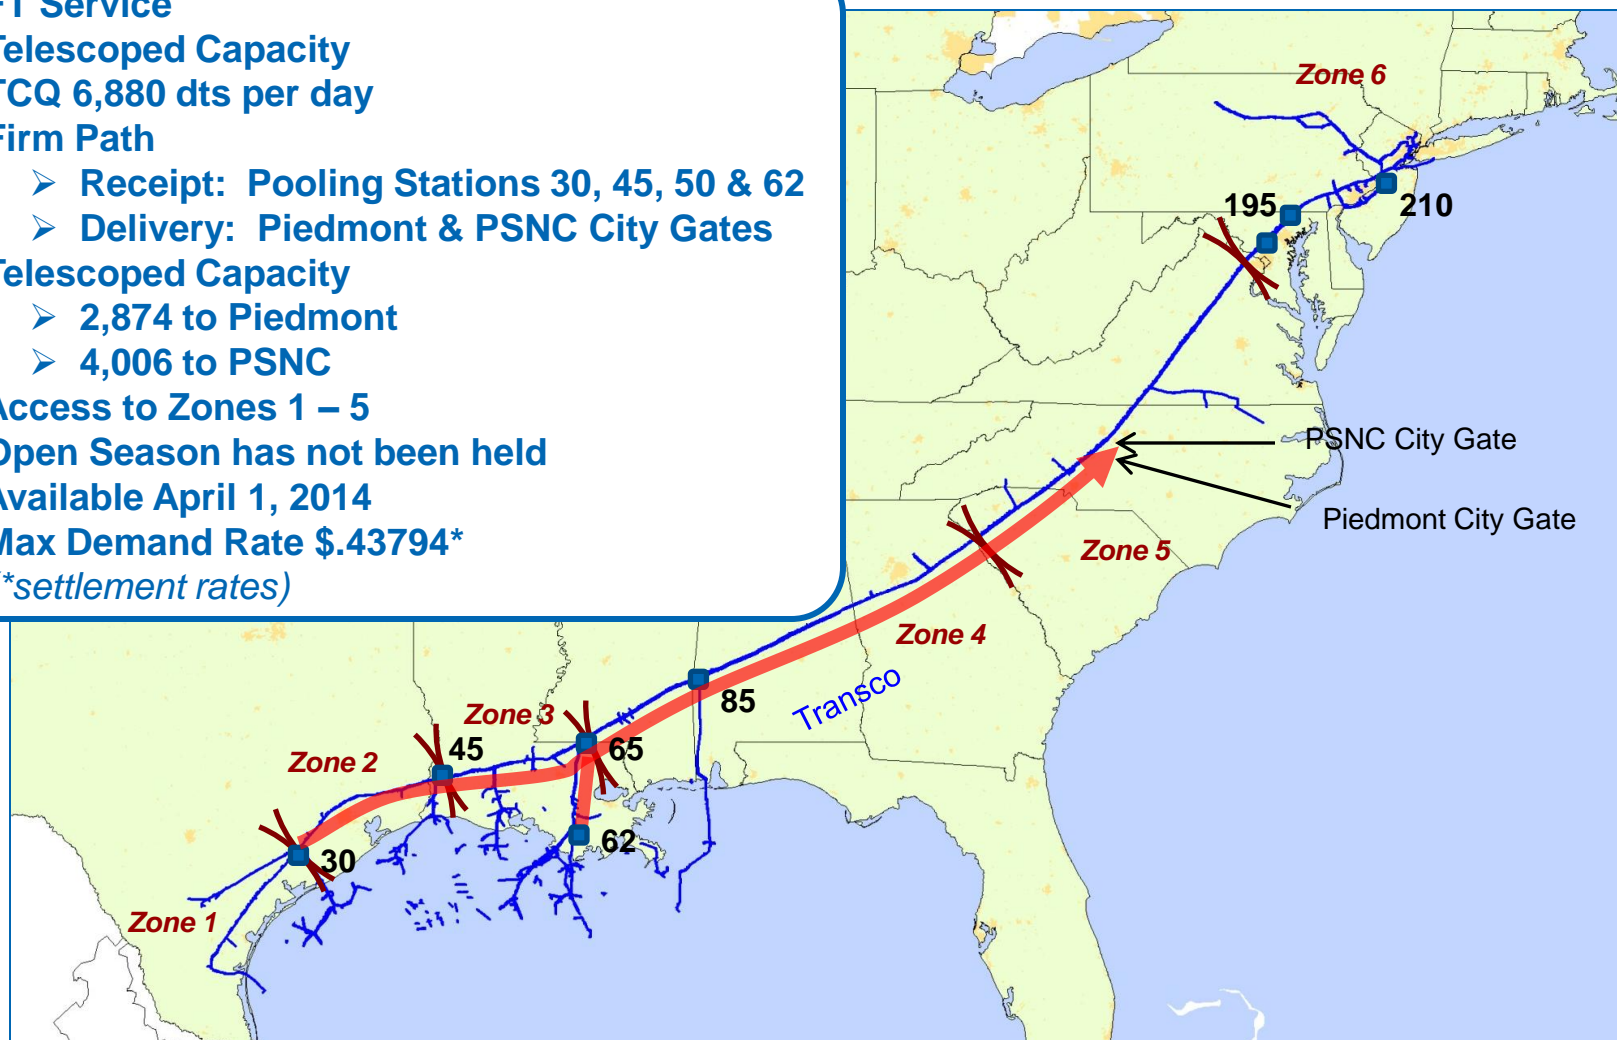 FT Service
Telescoped Capacity
TCQ 6,880 dts per day
Firm Path
➢ Receipt: Pooling Stations 30, 45, 50 & 62
➢ Delivery: Piedmont & PSNC City Gates
Telescoped Capacity
➢ 2,874 to Piedmont
➢ 4,006 to PSNC
Access to Zones 1 – 5
Open Season has not been held
Available April 1, 2014
Max Demand Rate $.43794*
(*settlement rates)
Zone 6
195
210
PSNC City Gate
Piedmont City Gate
Zone 5
Zone 4
Transco
85
Zone 3
65
45
Zone 2
62
30
Zone 1